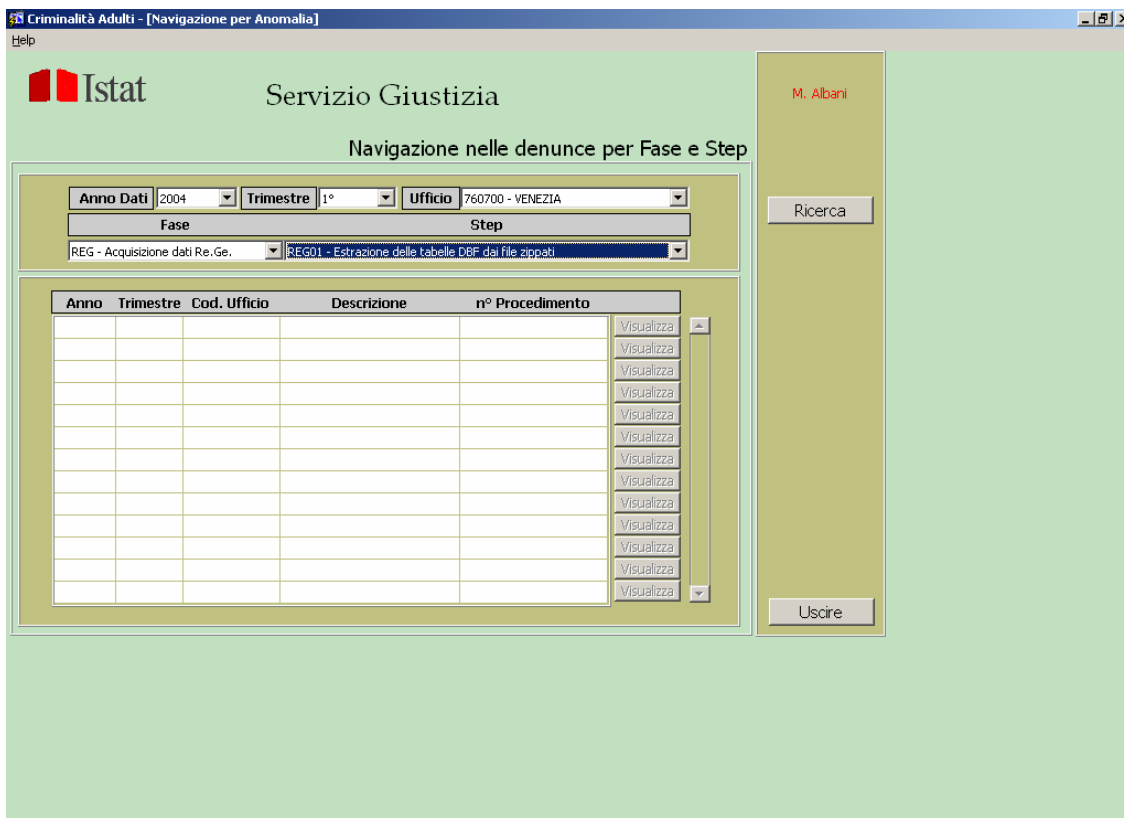 Criminalità Adulti - [Navigazione per Anomalia]
Help
Istat
Servizio Giustizia
M. Albani
Navigazione nelle denunce per Fase e Step
Anno Dati 2004 Trimestre 1° Ufficio 760700 - VENEZIA
Ricerca
Fase Step
REG - Acquisizione dati Re.Ge. REG01 - Estrazione delle tabelle DBF dai file zippati
Anno Trimestre Cod. Ufficio Descrizione n° Procedimento
Visualizza
Visualizza
Visualizza
Visualizza
Visualizza
Visualizza
Visualizza
Visualizza
Visualizza
Visualizza
Visualizza
Visualizza
Visualizza
Uscire